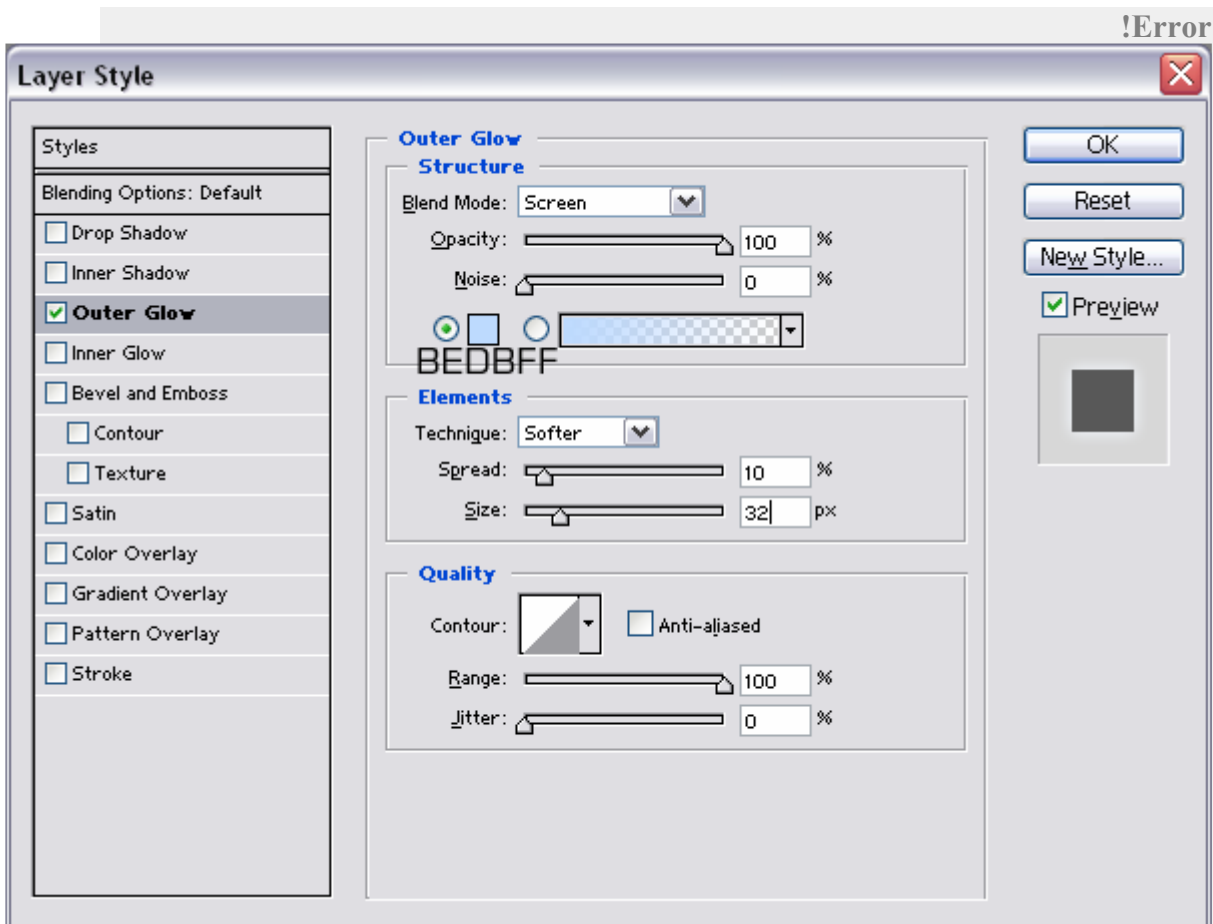 !Error
Layer Style
Styles
Blending Options: Default
Drop Shadow
Inner Shadow
Outer Glow
Inner Glow
Bevel and Emboss
Contour
Texture
Satin
Color Overlay
Gradient Overlay
Pattern Overlay
Stroke
Outer Glow
Structure
Blend Mode: Screen
Opacity: 100 %
Noise: 0 %
BEDBFF
Elements
Technique: Softer
Spread: 10 %
Size: 32 px
Quality
Contour: Anti-aliased
Range: 100 %
Jitter: 0 %
OK
Reset
New Style...
Preview